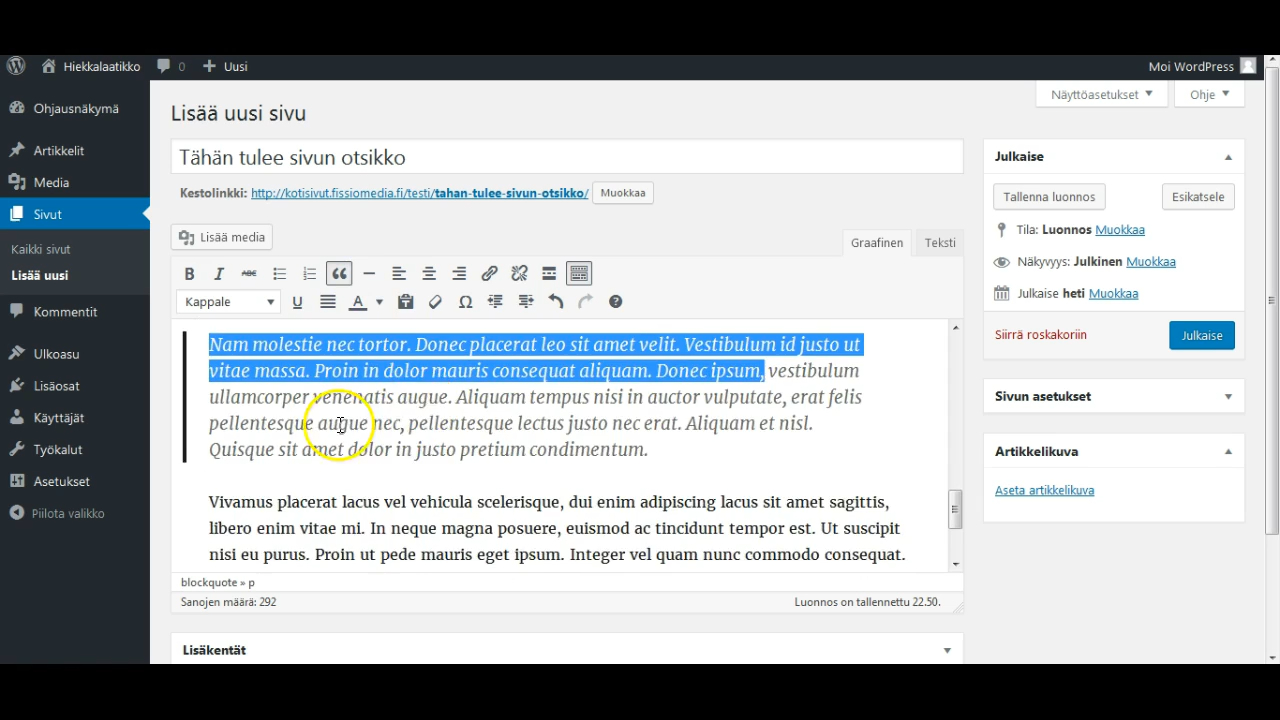 Hiekkalaatikko 0 Uusi Moi WordPress
Näyttöasetukset Ohje
Ohjausnäkymä
Artikkelit
Media
Sivut
Kaikki sivut
Lisää uusi
Kommentit
Ulkoasu
Lisäosat
Käyttäjät
Työkalut
Asetukset
Piilota valikko
Lisää uusi sivu
Tähän tulee sivun otsikko
Kestolinkki: http://kotisivut.fissiomedia.fi/testi/tahan-tulee-sivun-otsikko/ Muokkaa
Lisää media
Graafinen Teksti
B I ABC
Kappale U A Ω
Nam molestie nec tortor. Donec placerat leo sit amet velit. Vestibulum id justo ut
vitae massa. Proin in dolor mauris consequat aliquam. Donec ipsum, vestibulum
ullamcorper venenatis augue. Aliquam tempus nisi in auctor vulputate, erat felis
pellentesque augue nec, pellentesque lectus justo nec erat. Aliquam et nisl.
Quisque sit amet dolor in justo pretium condimentum.
Vivamus placerat lacus vel vehicula scelerisque, dui enim adipiscing lacus sit amet sagittis,
libero enim vitae mi. In neque magna posuere, euismod ac tincidunt tempor est. Ut suscipit
nisi eu purus. Proin ut pede mauris eget ipsum. Integer vel quam nunc commodo consequat.
blockquote » p
Sanojen määrä: 292 Luonnos on tallennettu 22.50.
Lisäkentät
Julkaise
Tallenna luonnos Esikatsele
Tila: Luonnos Muokkaa
Näkyvyys: Julkinen Muokkaa
Julkaise heti Muokkaa
Siirrä roskakoriin Julkaise
Sivun asetukset
Artikkelikuva
Aseta artikkelikuva